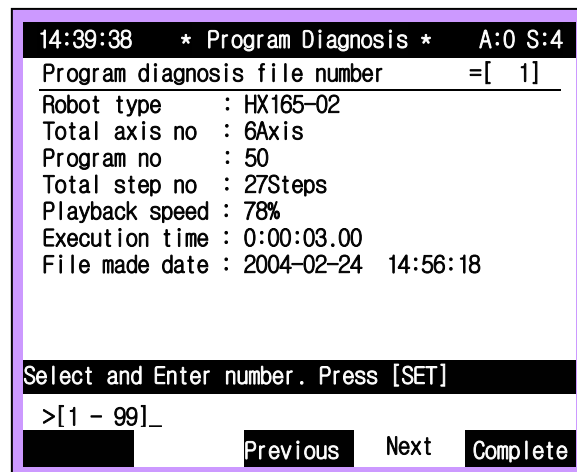 14:39:38 * Program Diagnosis * A:0 S:4
Program diagnosis file number =[ 1]
Robot type : HX165-02
Total axis no : 6Axis
Program no : 50
Total step no : 27Steps
Playback speed : 78%
Execution time : 0:00:03.00
File made date : 2004-02-24 14:56:18
Select and Enter number. Press [SET]
>[1 - 99]_
Previous Next Complete